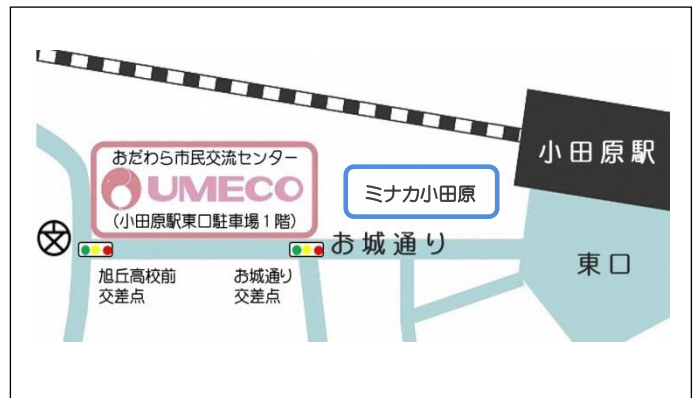 小田原駅
おだわら市民交流センター
UMECO
(小田原駅東口駐車場1階)
ミナカ小田原
お城通り
東口
旭丘高校前
交差点
お城通り
交差点